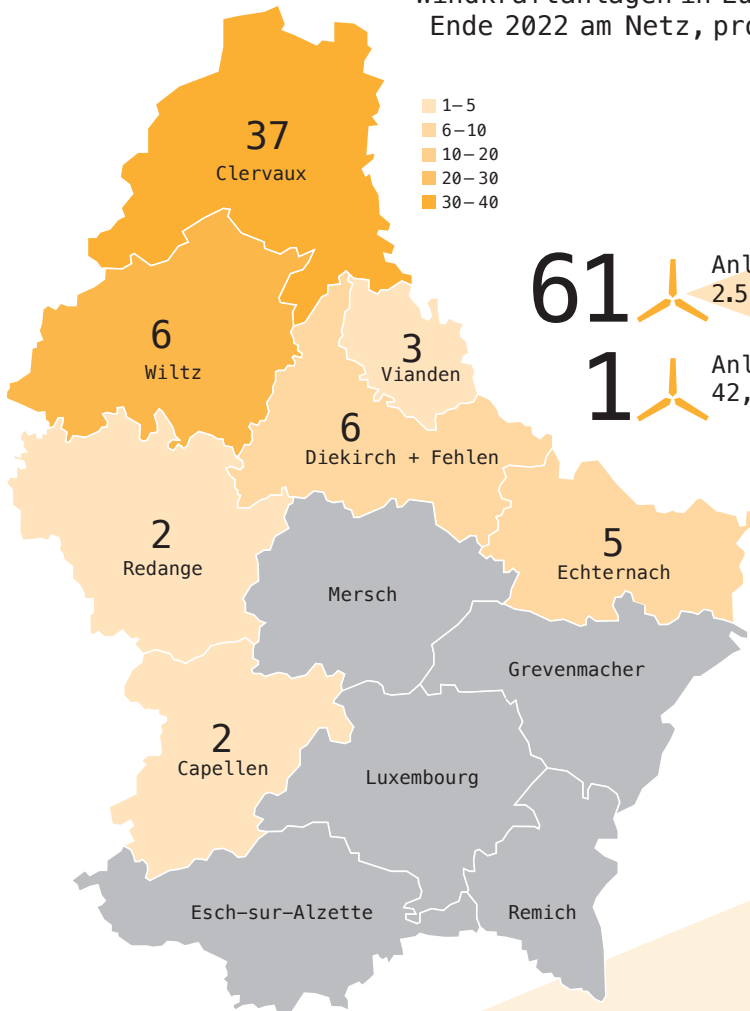 Ende 2022 am Netz,
1–5
6–10
10–20
20–30
30–40
37
Clervaux
61
2.5
1
42,
6
Wiltz
3
Vianden
6
Diekirch + Fehlen
2
Redange
5
Echternach
Mersch
Grevenmacher
2
Capellen
Luxembourg
Esch-sur-Alzette
Remich